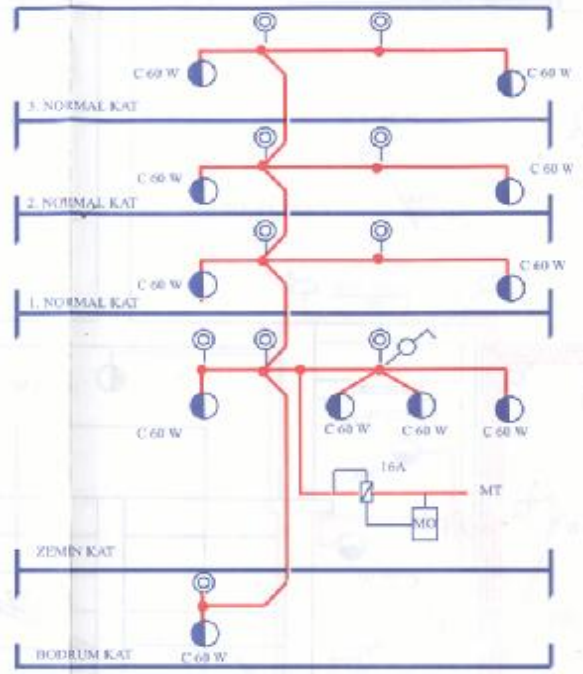 C 60 W
C 60 W
3. NORMAL KAT
C 60 W
C 60 W
2. NORMAL KAT
C 60 W
C 60 W
1. NORMAL KAT
C 60 W
C 60 W
C 60 W
C 60 W
16A
MT
MO
ZEMİN KAT
BODRUM KAT
C 60 W